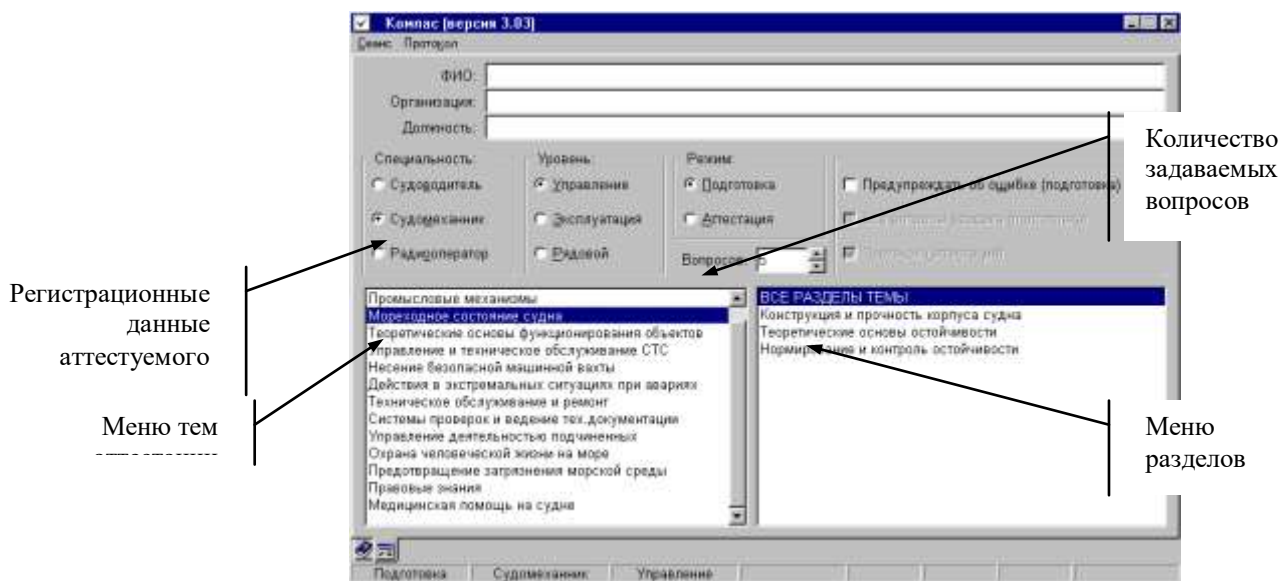 Компас (версия 3.03)
Сеанс Протокол
ФИО:
Организация:
Должность:
Специальность:
Судоводитель
Судомеханник
Радиооператор
Уровень:
Управление
Эксплуатация
Рядовой
Режим:
Подготовка
Аттестация
Вопросов: 5
Предупреждать об ошибке (подготовка)
Количество
задаваемых
вопросов
Регистрационные
данные
аттестуемого
Меню тем
аттестации
Промысловые механизмы
Мореходное состояние судна
Теоретические основы функционирования объектов
Управление и техническое обслуживание СТС
Несение безопасной машинной вахты
Действия в экстремальных ситуациях при авариях
Техническое обслуживание и ремонт
Системы проверок и ведение тех.документации
Управление деятельностью подчиненных
Охрана человеческой жизни на море
Предотвращение загрязнения морской среды
Правовые знания
Медицинская помощь на судне
ВСЕ РАЗДЕЛЫ ТЕМЫ
Конструкция и прочность корпуса судна
Теоретические основы остойчивости
Нормирование и контроль остойчивости
Меню
разделов
Подготовка Судомеханник Управление